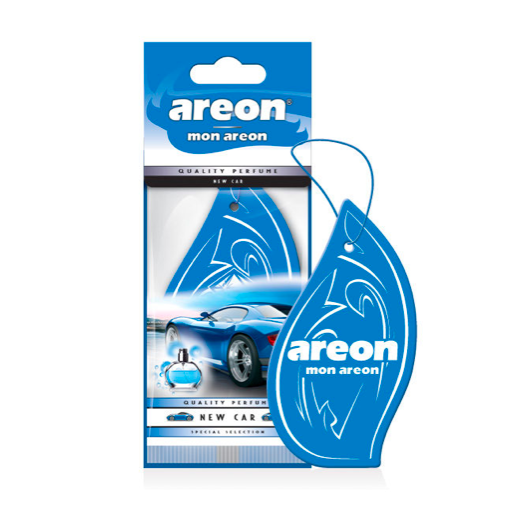 areon®
mon areon
QUALITY PERFUME
NEW CAR
areon
mon areon
QUALITY PERFUME
NEW CAR
SPECIAL SELECTION